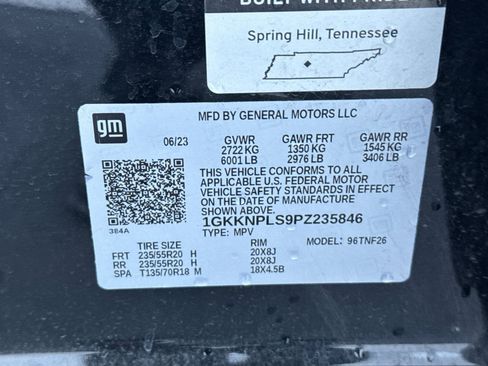 BUILT WITH PRIDE
Spring Hill, Tennessee
gm
MFD BY GENERAL MOTORS LLC
06/23 GVWR GAWR FRT GAWR RR
2722 KG 1350 KG 1545 KG
6001 LB 2976 LB 3406 LB
THIS VEHICLE CONFORMS TO ALL
APPLICABLE U.S. FEDERAL MOTOR
VEHICLE SAFETY STANDARDS IN EFFECT
ON THE DATE OF MANUFACTURE SHOWN ABOVE.
384A
1GKKNPLS9PZ235846
TYPE: MPV MODEL: 96TNF26
TIRE SIZE RIM
FRT 235/55R20 H 20X8J
RR 235/55R20 H 20X8J
SPA T135/70R18 M 18X4.5B